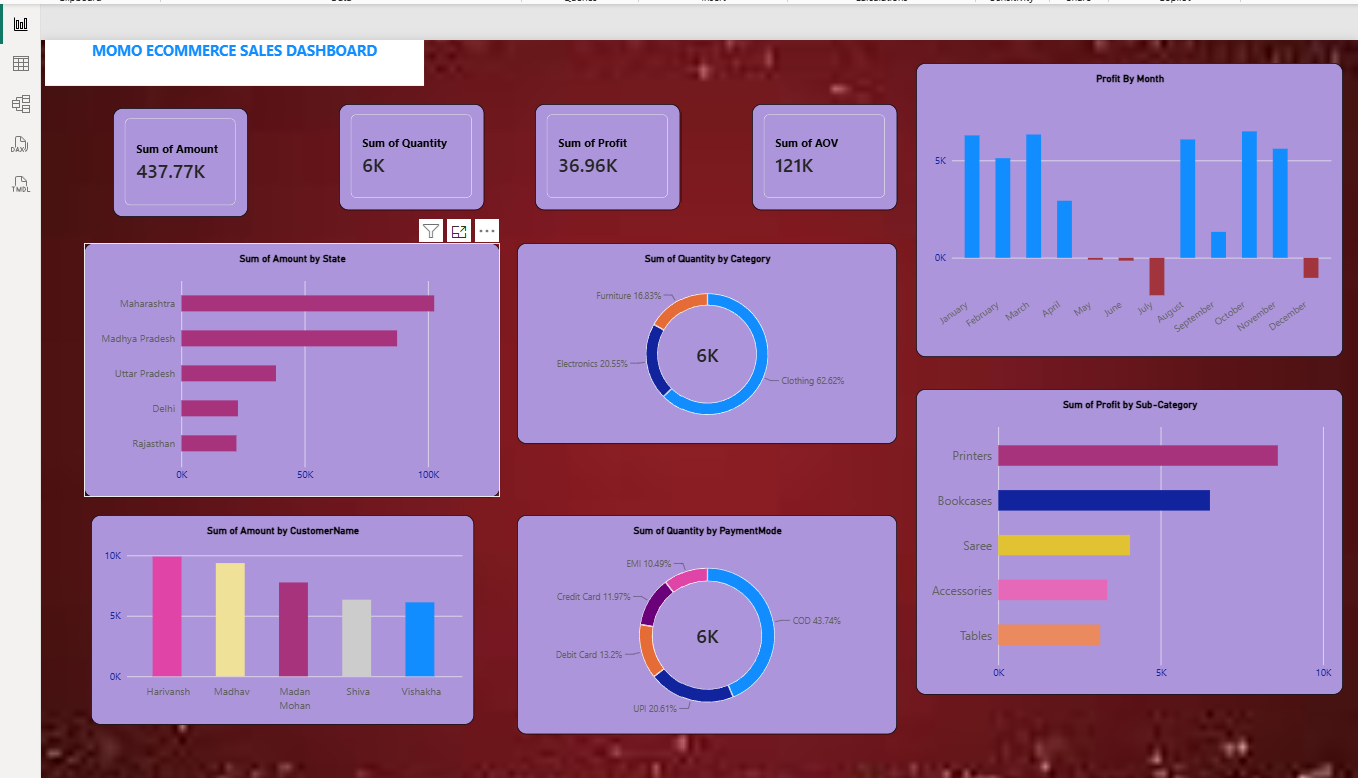 MOMO ECOMMERCE SALES DASHBOARD
DAX
TMDL
Sum of Amount
437.77K
Sum of Quantity
6K
Sum of Profit
36.96K
Sum of AOV
121K
Profit By Month
5K
0K
January
February
March
April
May
June
July
August
September
October
November
December
Sum of Amount by State
Maharashtra
Madhya Pradesh
Uttar Pradesh
Delhi
Rajasthan
0K
50K
100K
Sum of Quantity by Category
Furniture 16.83%
Electronics 20.55%
6K
Clothing 62.62%
Sum of Profit by Sub-Category
Printers
Bookcases
Saree
Accessories
Tables
0K
5K
10K
Sum of Amount by CustomerName
10K
5K
0K
Harivansh
Madhav
Madan
Mohan
Shiva
Vishakha
Sum of Quantity by PaymentMode
EMI 10.49%
Credit Card 11.97%
COD 43.74%
6K
Debit Card 13.2%
UPI 20.61%